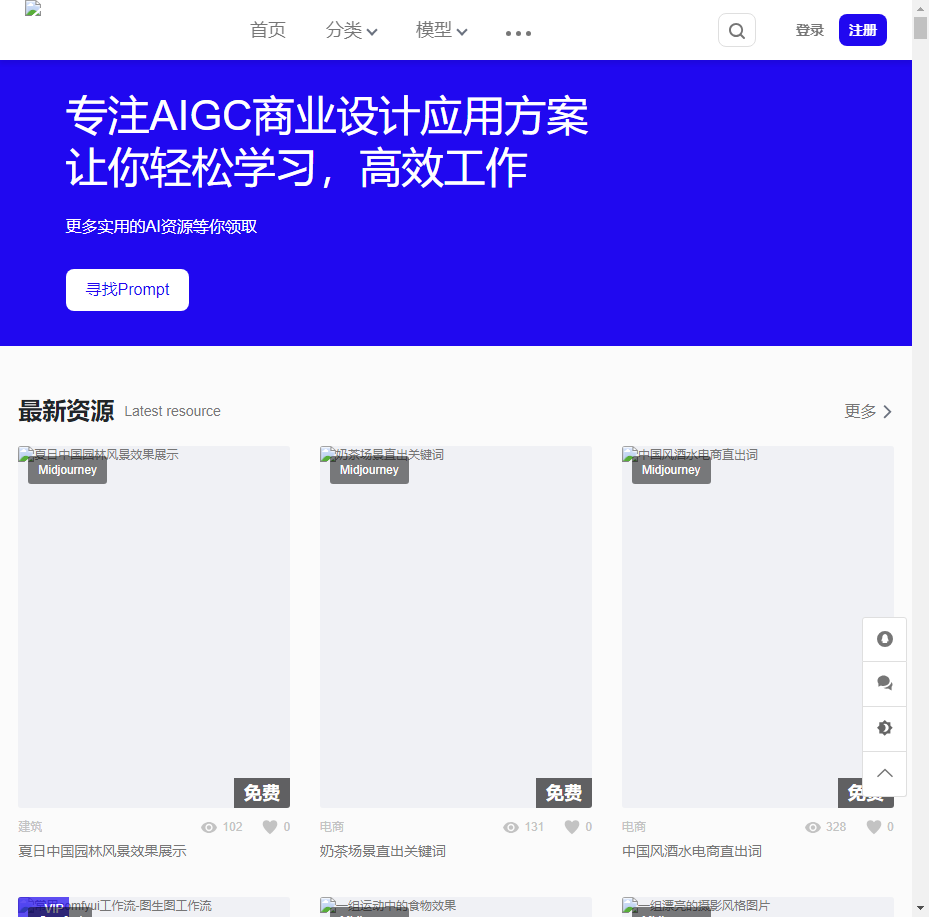 首页 分类 模型 登录 注册
专注AIGC商业设计应用方案
让你轻松学习，高效工作
更多实用的AI资源等你领取
寻找Prompt
最新资源 Latest resource 更多
夏日中国园林风景效果展示 奶茶场景直出关键词 中国风酒水电商直出词
Midjourney Midjourney Midjourney
免费 免费 免费
建筑 102 0 电商 131 0 电商 328 0
夏日中国园林风景效果展示 奶茶场景直出关键词 中国风酒水电商直出词
VIP mfyui工作流-图生图工作流 一组运动中的食物效果 一组漂亮的摄影风格图片